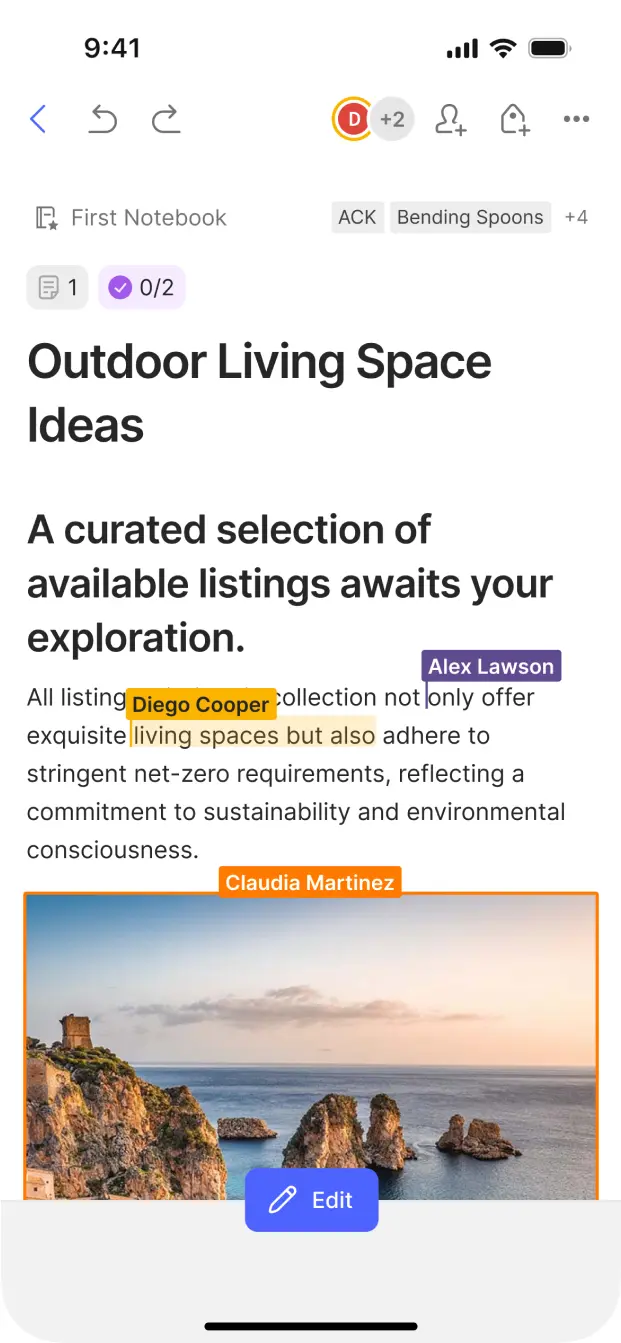 9:41
D +2
First Notebook ACK Bending Spoons +4
1 0/2
Outdoor Living Space
Ideas
A curated selection of
available listings awaits your
exploration.
Alex Lawson
Diego Cooper
All listing collection not only offer
exquisite living spaces but also adhere to
stringent net-zero requirements, reflecting a
commitment to sustainability and environmental
consciousness.
Claudia Martinez
Edit